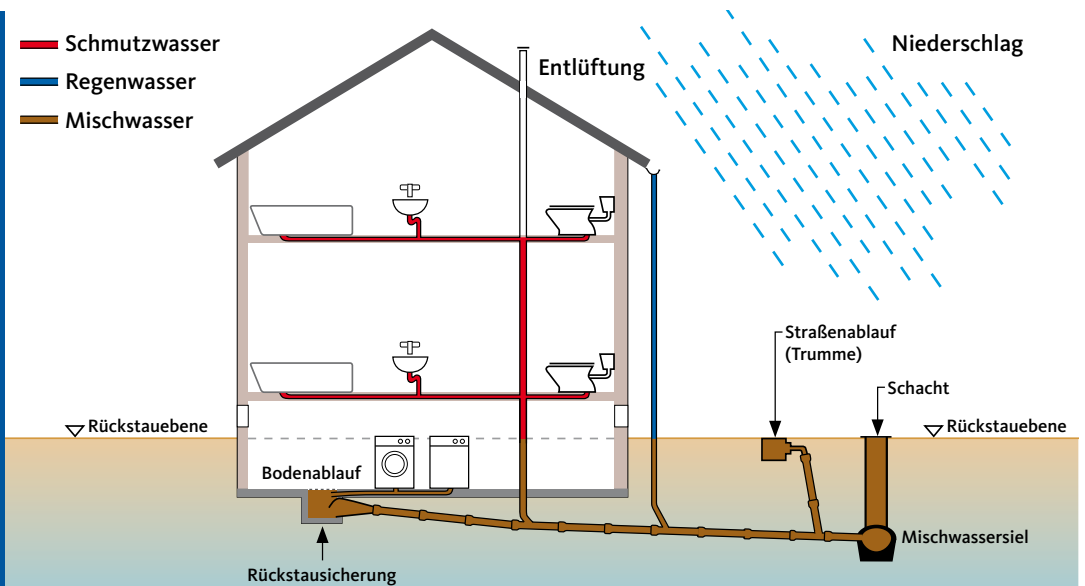 Schmutzwasser
Regenwasser
Mischwasser
Entlüftung
Niederschlag
Straßenablauf
(Trumme)
Schacht
Rückstauebene
Rückstauebene
Bodenablauf
Mischwassersiel
Rückstausicherung